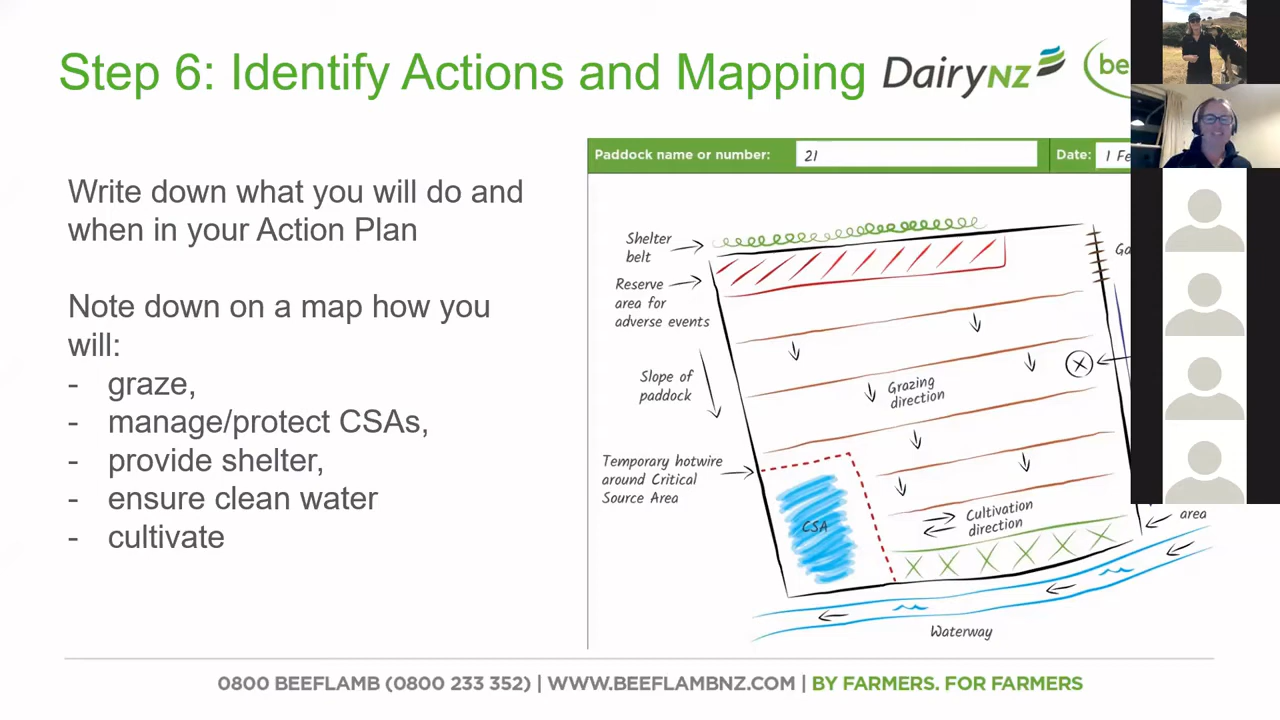 Step 6: Identify Actions and Mapping
DairyNZ
Write down what you will do and
when in your Action Plan
Note down on a map how you
will:
- graze,
- manage/protect CSAs,
- provide shelter,
- ensure clean water
- cultivate
Paddock name or number:
21
Date:
Shelter
belt
Reserve
area for
adverse events
Slope of
paddock
Grazing
direction
Temporary hotwire
around Critical
Source Area
CSA
Cultivation
direction
area
Waterway
0800 BEEFLAMB (0800 233 352) | WWW.BEEFLAMBNZ.COM | BY FARMERS. FOR FARMERS